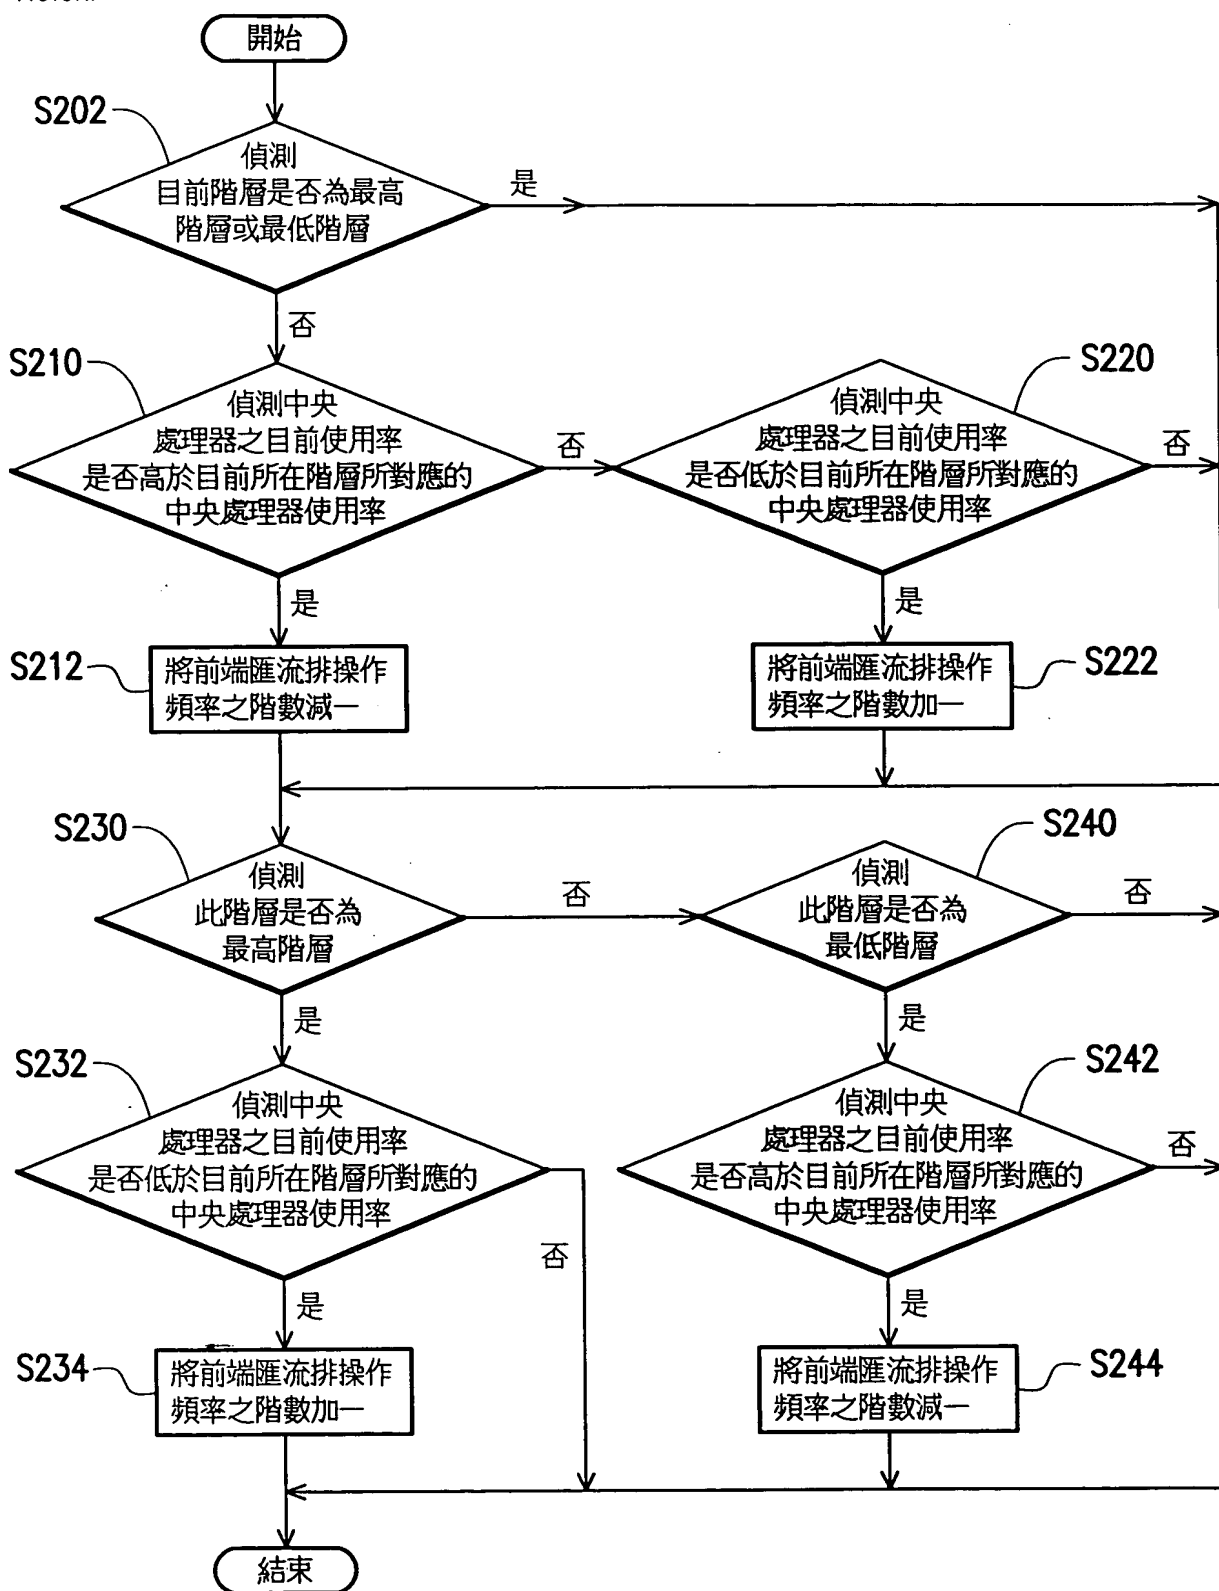 開始
S202
偵測
目前階層是否為最高
階層或最低階層
是
否
S210
偵測中央
處理器之目前使用率
是否高於目前所在階層所對應的
中央處理器使用率
否
S220
偵測中央
處理器之目前使用率
是否低於目前所在階層所對應的
中央處理器使用率
否
是
是
S212
將前端匯流排操作
頻率之階數減一
S222
將前端匯流排操作
頻率之階數加一
S230
偵測
此階層是否為
最高階層
否
S240
偵測
此階層是否為
最低階層
否
是
是
S232
偵測中央
處理器之目前使用率
是否低於目前所在階層所對應的
中央處理器使用率
否
S242
偵測中央
處理器之目前使用率
是否高於目前所在階層所對應的
中央處理器使用率
否
是
是
S234
將前端匯流排操作
頻率之階數加一
S244
將前端匯流排操作
頻率之階數減一
結束